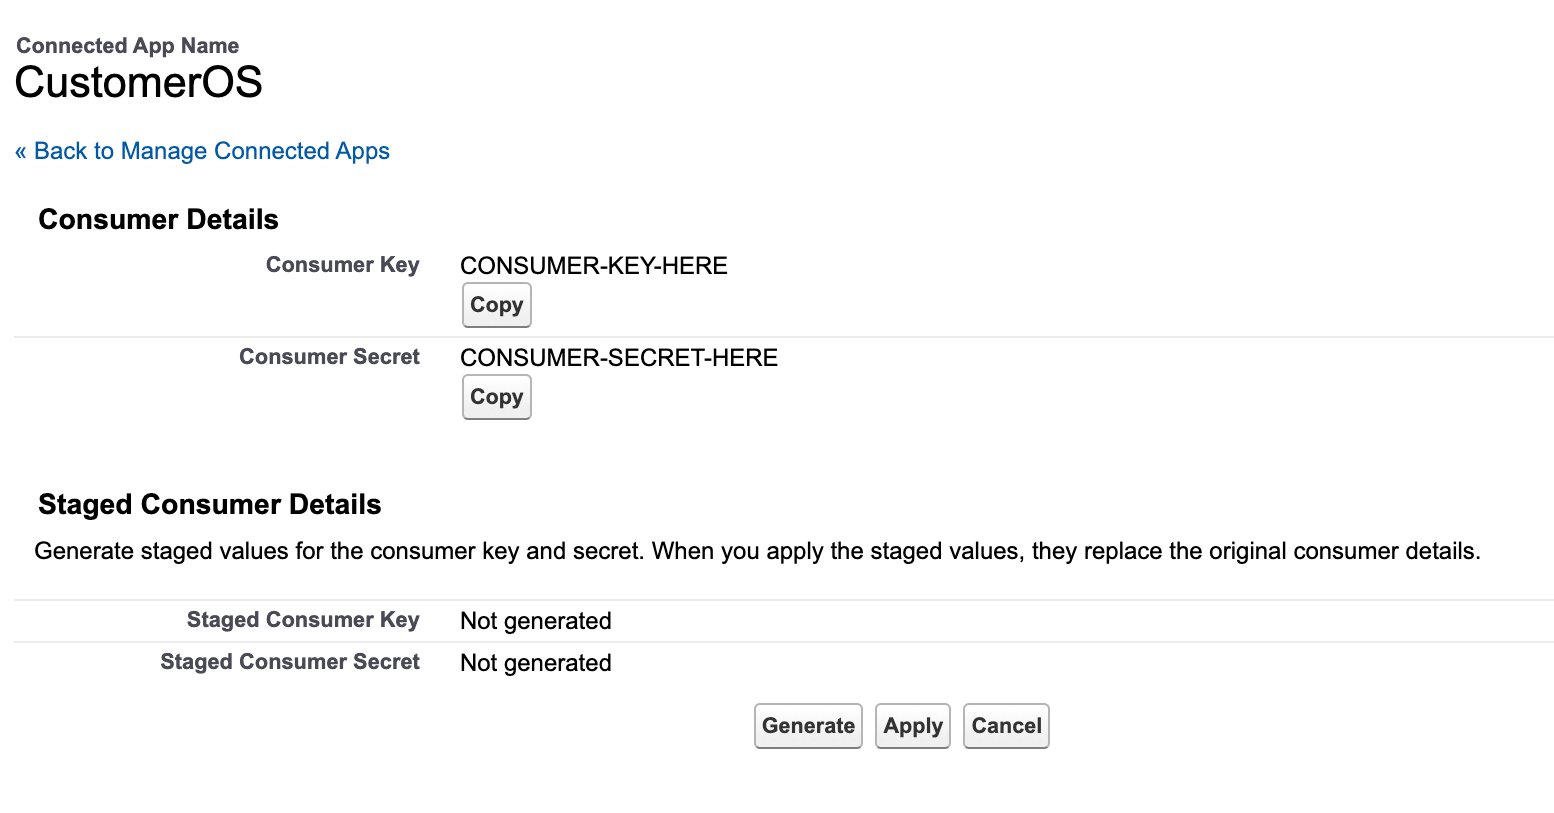 Connected App Name
CustomerOS
« Back to Manage Connected Apps
Consumer Details
Consumer Key CONSUMER-KEY-HERE
Copy
Consumer Secret CONSUMER-SECRET-HERE
Copy
Staged Consumer Details
Generate staged values for the consumer key and secret. When you apply the staged values, they replace the original consumer details.
Staged Consumer Key Not generated
Staged Consumer Secret Not generated
Generate Apply Cancel